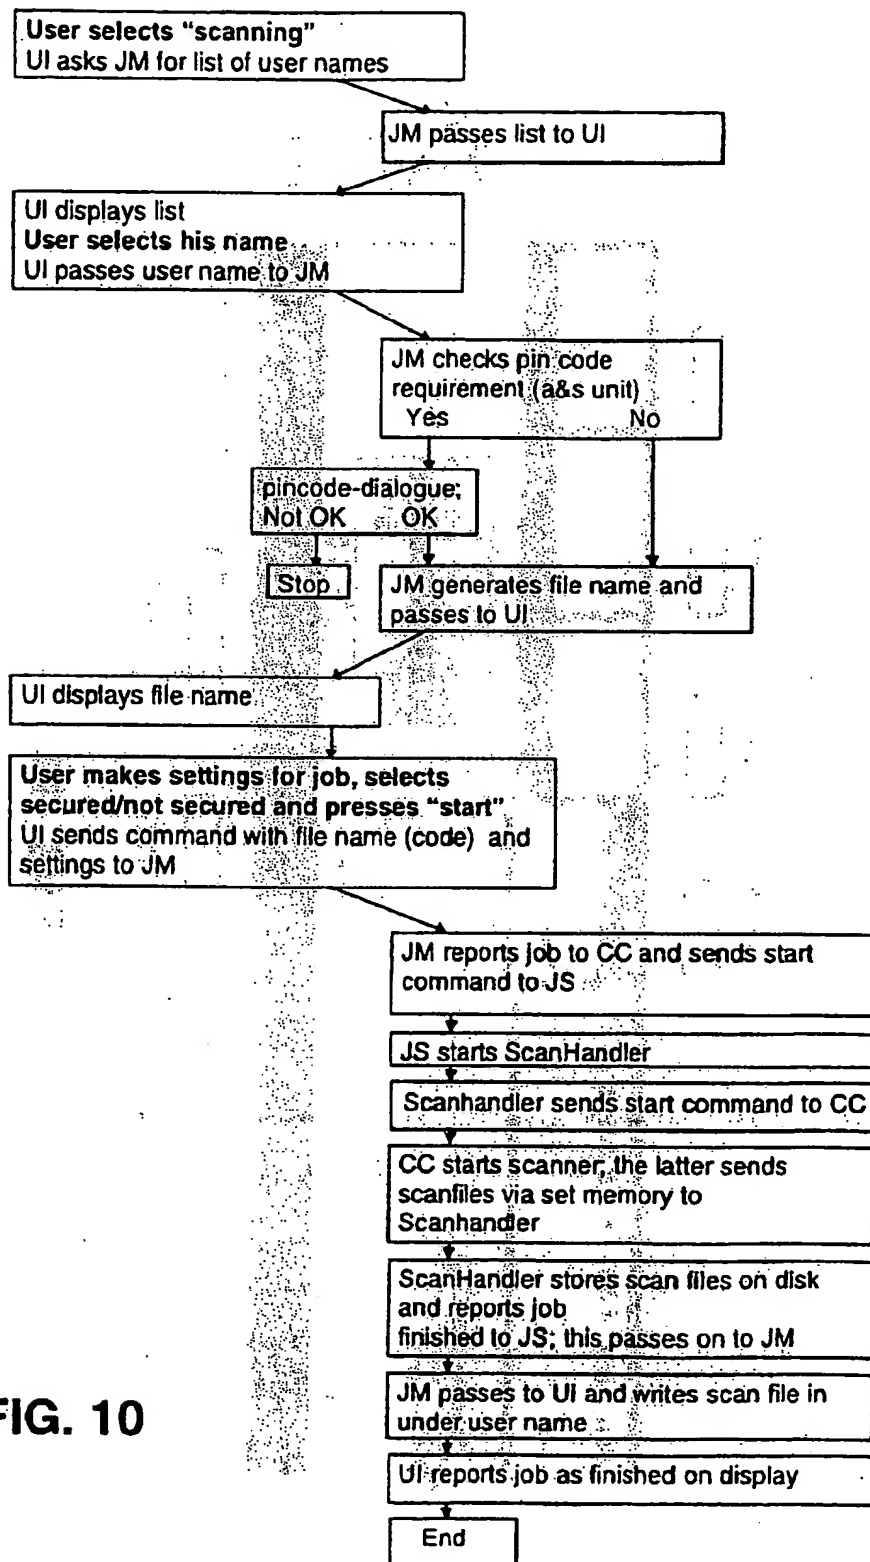 User selects “scanning”
UI asks JM for list of user names
JM passes list to UI
UI displays list
User selects his name
UI passes user name to JM
JM checks pin code
requirement (a&s unit)
Yes No
pincode-dialogue;
Not OK OK
Stop
JM generates file name and
passes to UI
UI displays file name
User makes settings for job, selects
secured/not secured and presses “start”
UI sends command with file name (code) and
settings to JM
JM reports job to CC and sends start
command to JS
JS starts ScanHandler
Scanhandler sends start command to CC
CC starts scanner, the latter sends
scanfiles via set memory to
Scanhandler
ScanHandler stores scan files on disk
and reports job
finished to JS; this passes on to JM
JM passes to UI and writes scan file in
under user name
UI reports job as finished on display
End
FIG. 10